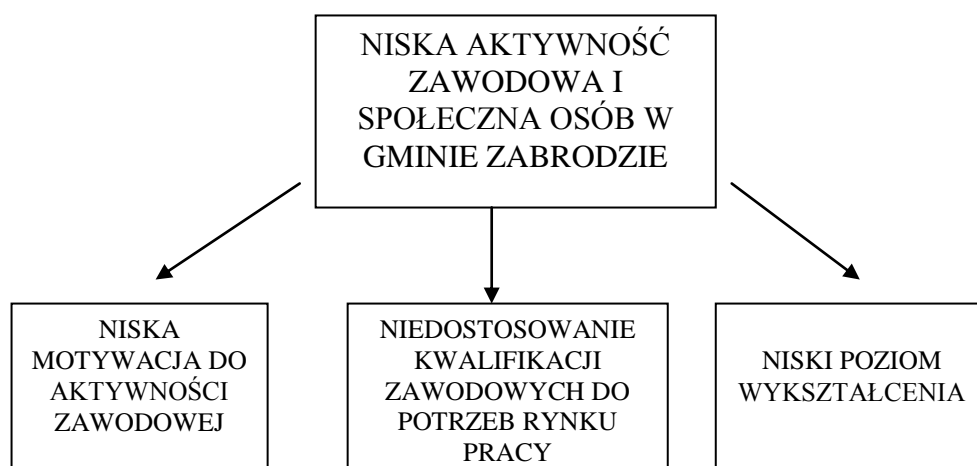 NISKA AKTYWNOŚĆ
ZAWODOWA I
SPOŁECZNA OSÓB W
GMINIE ZABRODZIE
NISKA
MOTYWACJA DO
AKTYWNOŚCI
ZAWODOWEJ
NIEDOSTOSOWANIE
KWALIFIKACJI
ZAWODOWYCH DO
POTRZEB RYNKU
PRACY
NISKI POZIOM
WYKSZTAŁCENIA